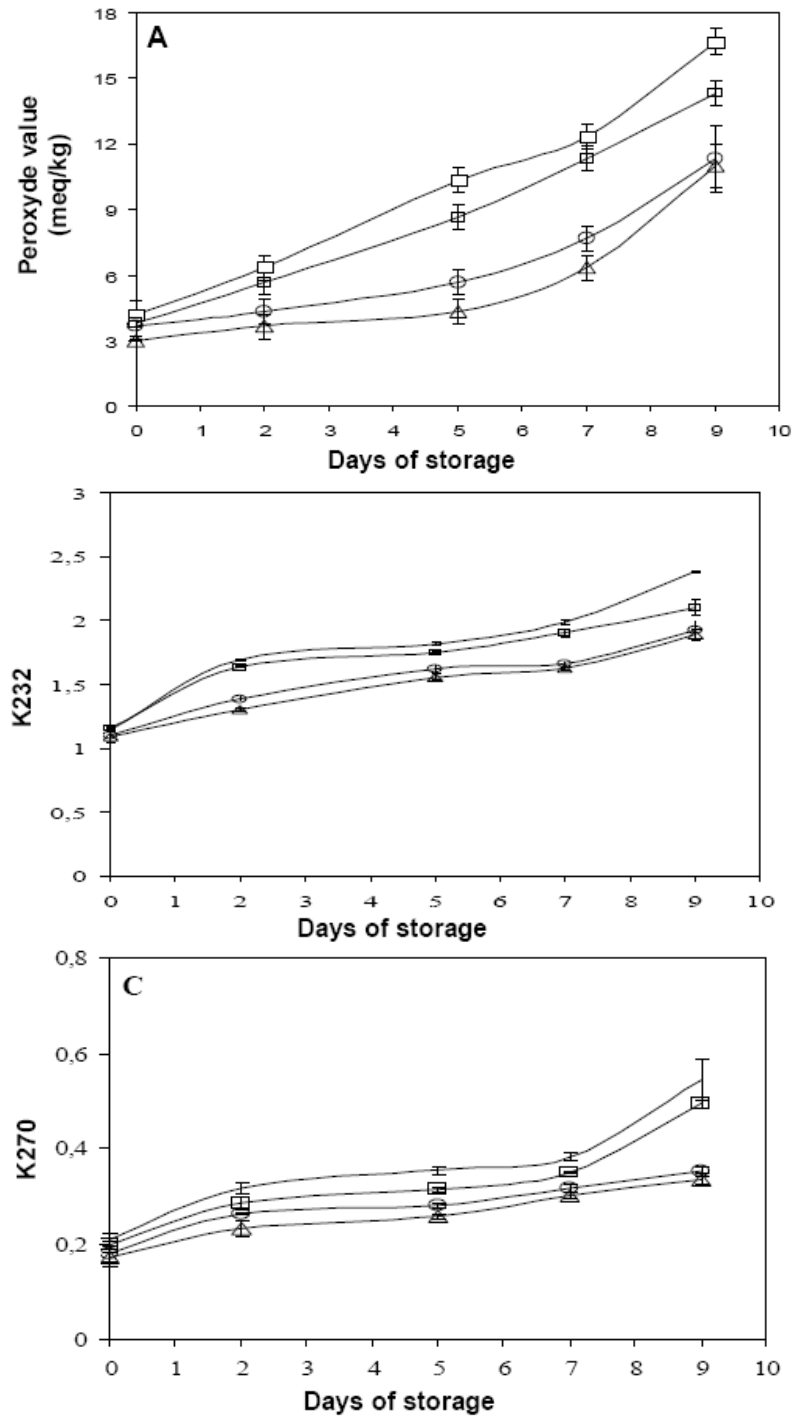 A
18
15
12
9
6
3
0
Peroxyde value
(meq/kg)
0 1 2 3 4 5 6 7 8 9 10
Days of storage
3
2,5
2
1,5
1
0,5
0
K232
0 1 2 3 4 5 6 7 8 9 10
Days of storage
C
0,8
0,6
0,4
0,2
0
K270
0 1 2 3 4 5 6 7 8 9 10
Days of storage